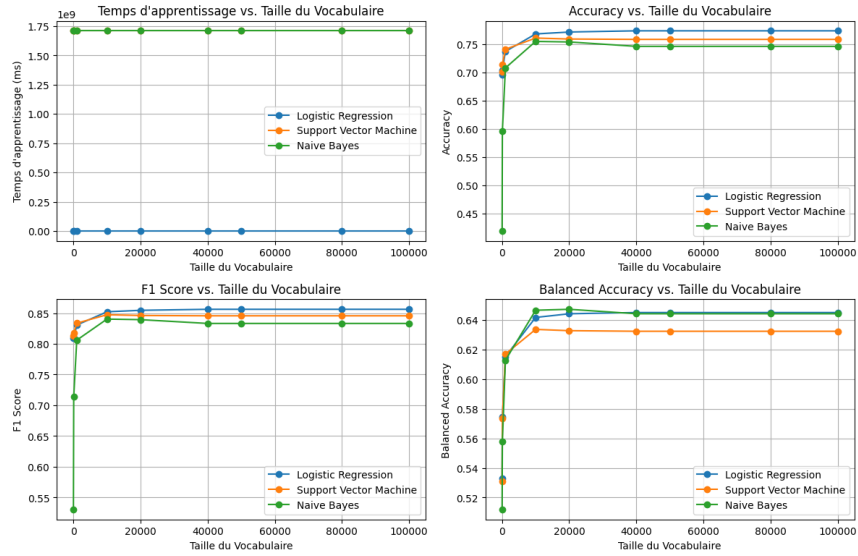 Temps d'apprentissage vs. Taille du Vocabulaire
1e9
1.75
1.50
1.25
1.00
0.75
0.50
0.25
0.00
Temps d'apprentissage (ms)
Logistic Regression
Support Vector Machine
Naive Bayes
0 20000 40000 60000 80000 100000
Taille du Vocabulaire
Accuracy vs. Taille du Vocabulaire
0.75
0.70
0.65
0.60
0.55
0.50
0.45
Accuracy
Logistic Regression
Support Vector Machine
Naive Bayes
0 20000 40000 60000 80000 100000
Taille du Vocabulaire
F1 Score vs. Taille du Vocabulaire
0.85
0.80
0.75
0.70
0.65
0.60
0.55
F1 Score
Logistic Regression
Support Vector Machine
Naive Bayes
0 20000 40000 60000 80000 100000
Taille du Vocabulaire
Balanced Accuracy vs. Taille du Vocabulaire
0.64
0.62
0.60
0.58
0.56
0.54
0.52
Balanced Accuracy
Logistic Regression
Support Vector Machine
Naive Bayes
0 20000 40000 60000 80000 100000
Taille du Vocabulaire